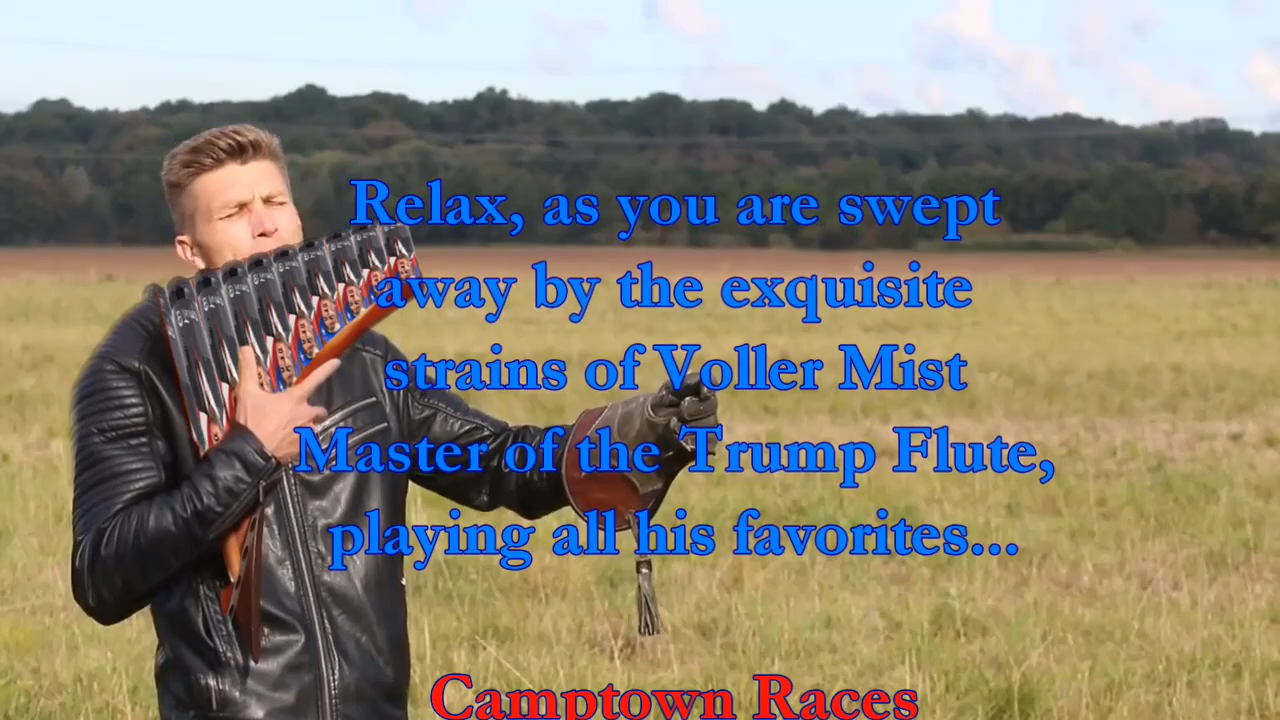 Relax, as you are swept
away by the exquisite
strains of Voller Mist
Master of the Trump Flute,
playing all his favorites...
Camptown Races